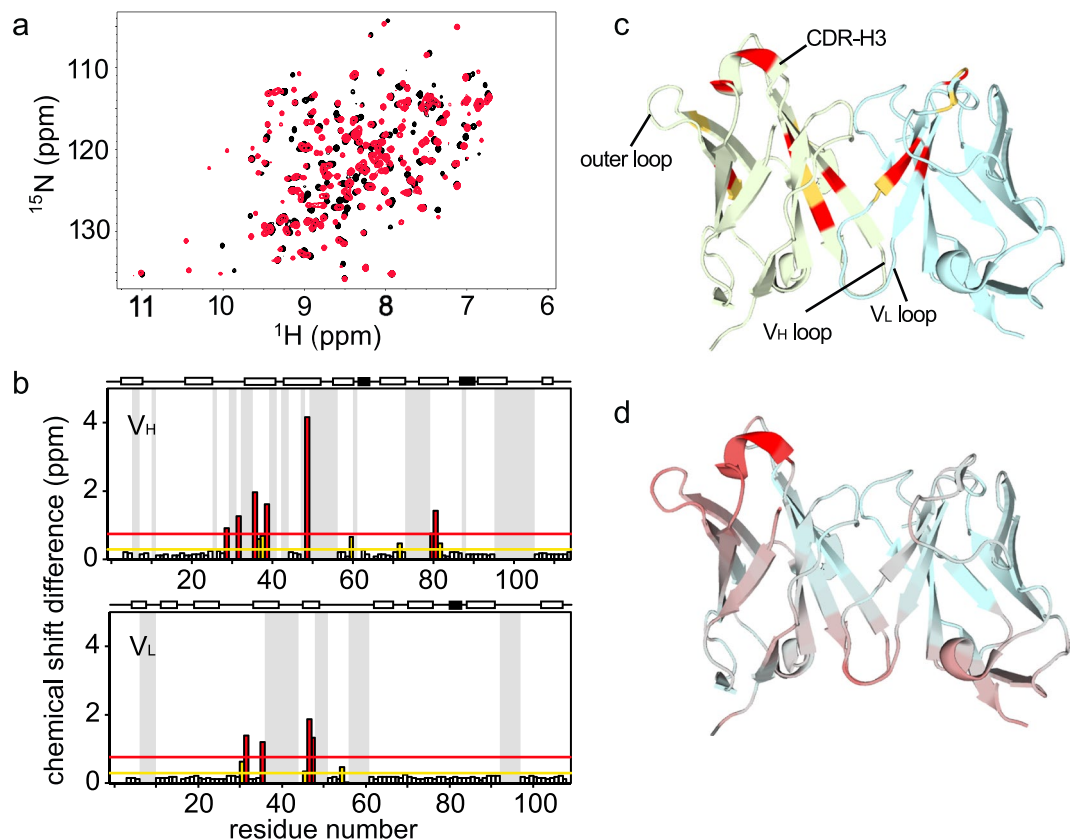 a
110
120
130
15N (ppm)
11 10 9 8 7 6
1H (ppm)
b
VH
4
2
0
20 40 60 80 100
VL
4
2
0
20 40 60 80 100
chemical shift difference (ppm)
residue number
c
CDR-H3
outer loop
VH loop
VL loop
d